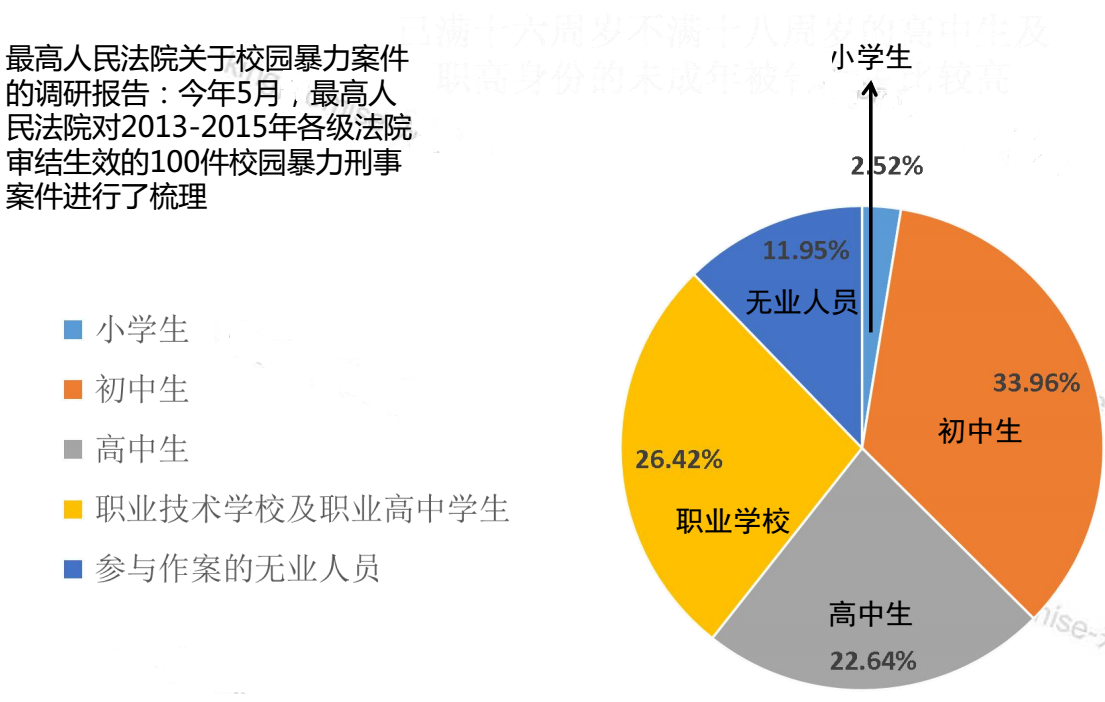 最高人民法院关于校园暴力案件
的调研报告：今年5月，最高人
民法院对2013-2015年各级法院
审结生效的100件校园暴力刑事
案件进行了梳理
小学生
2.52%
11.95%
无业人员
33.96%
初中生
26.42%
职业学校
高中生
22.64%
小学生
初中生
高中生
职业技术学校及职业高中学生
参与作案的无业人员